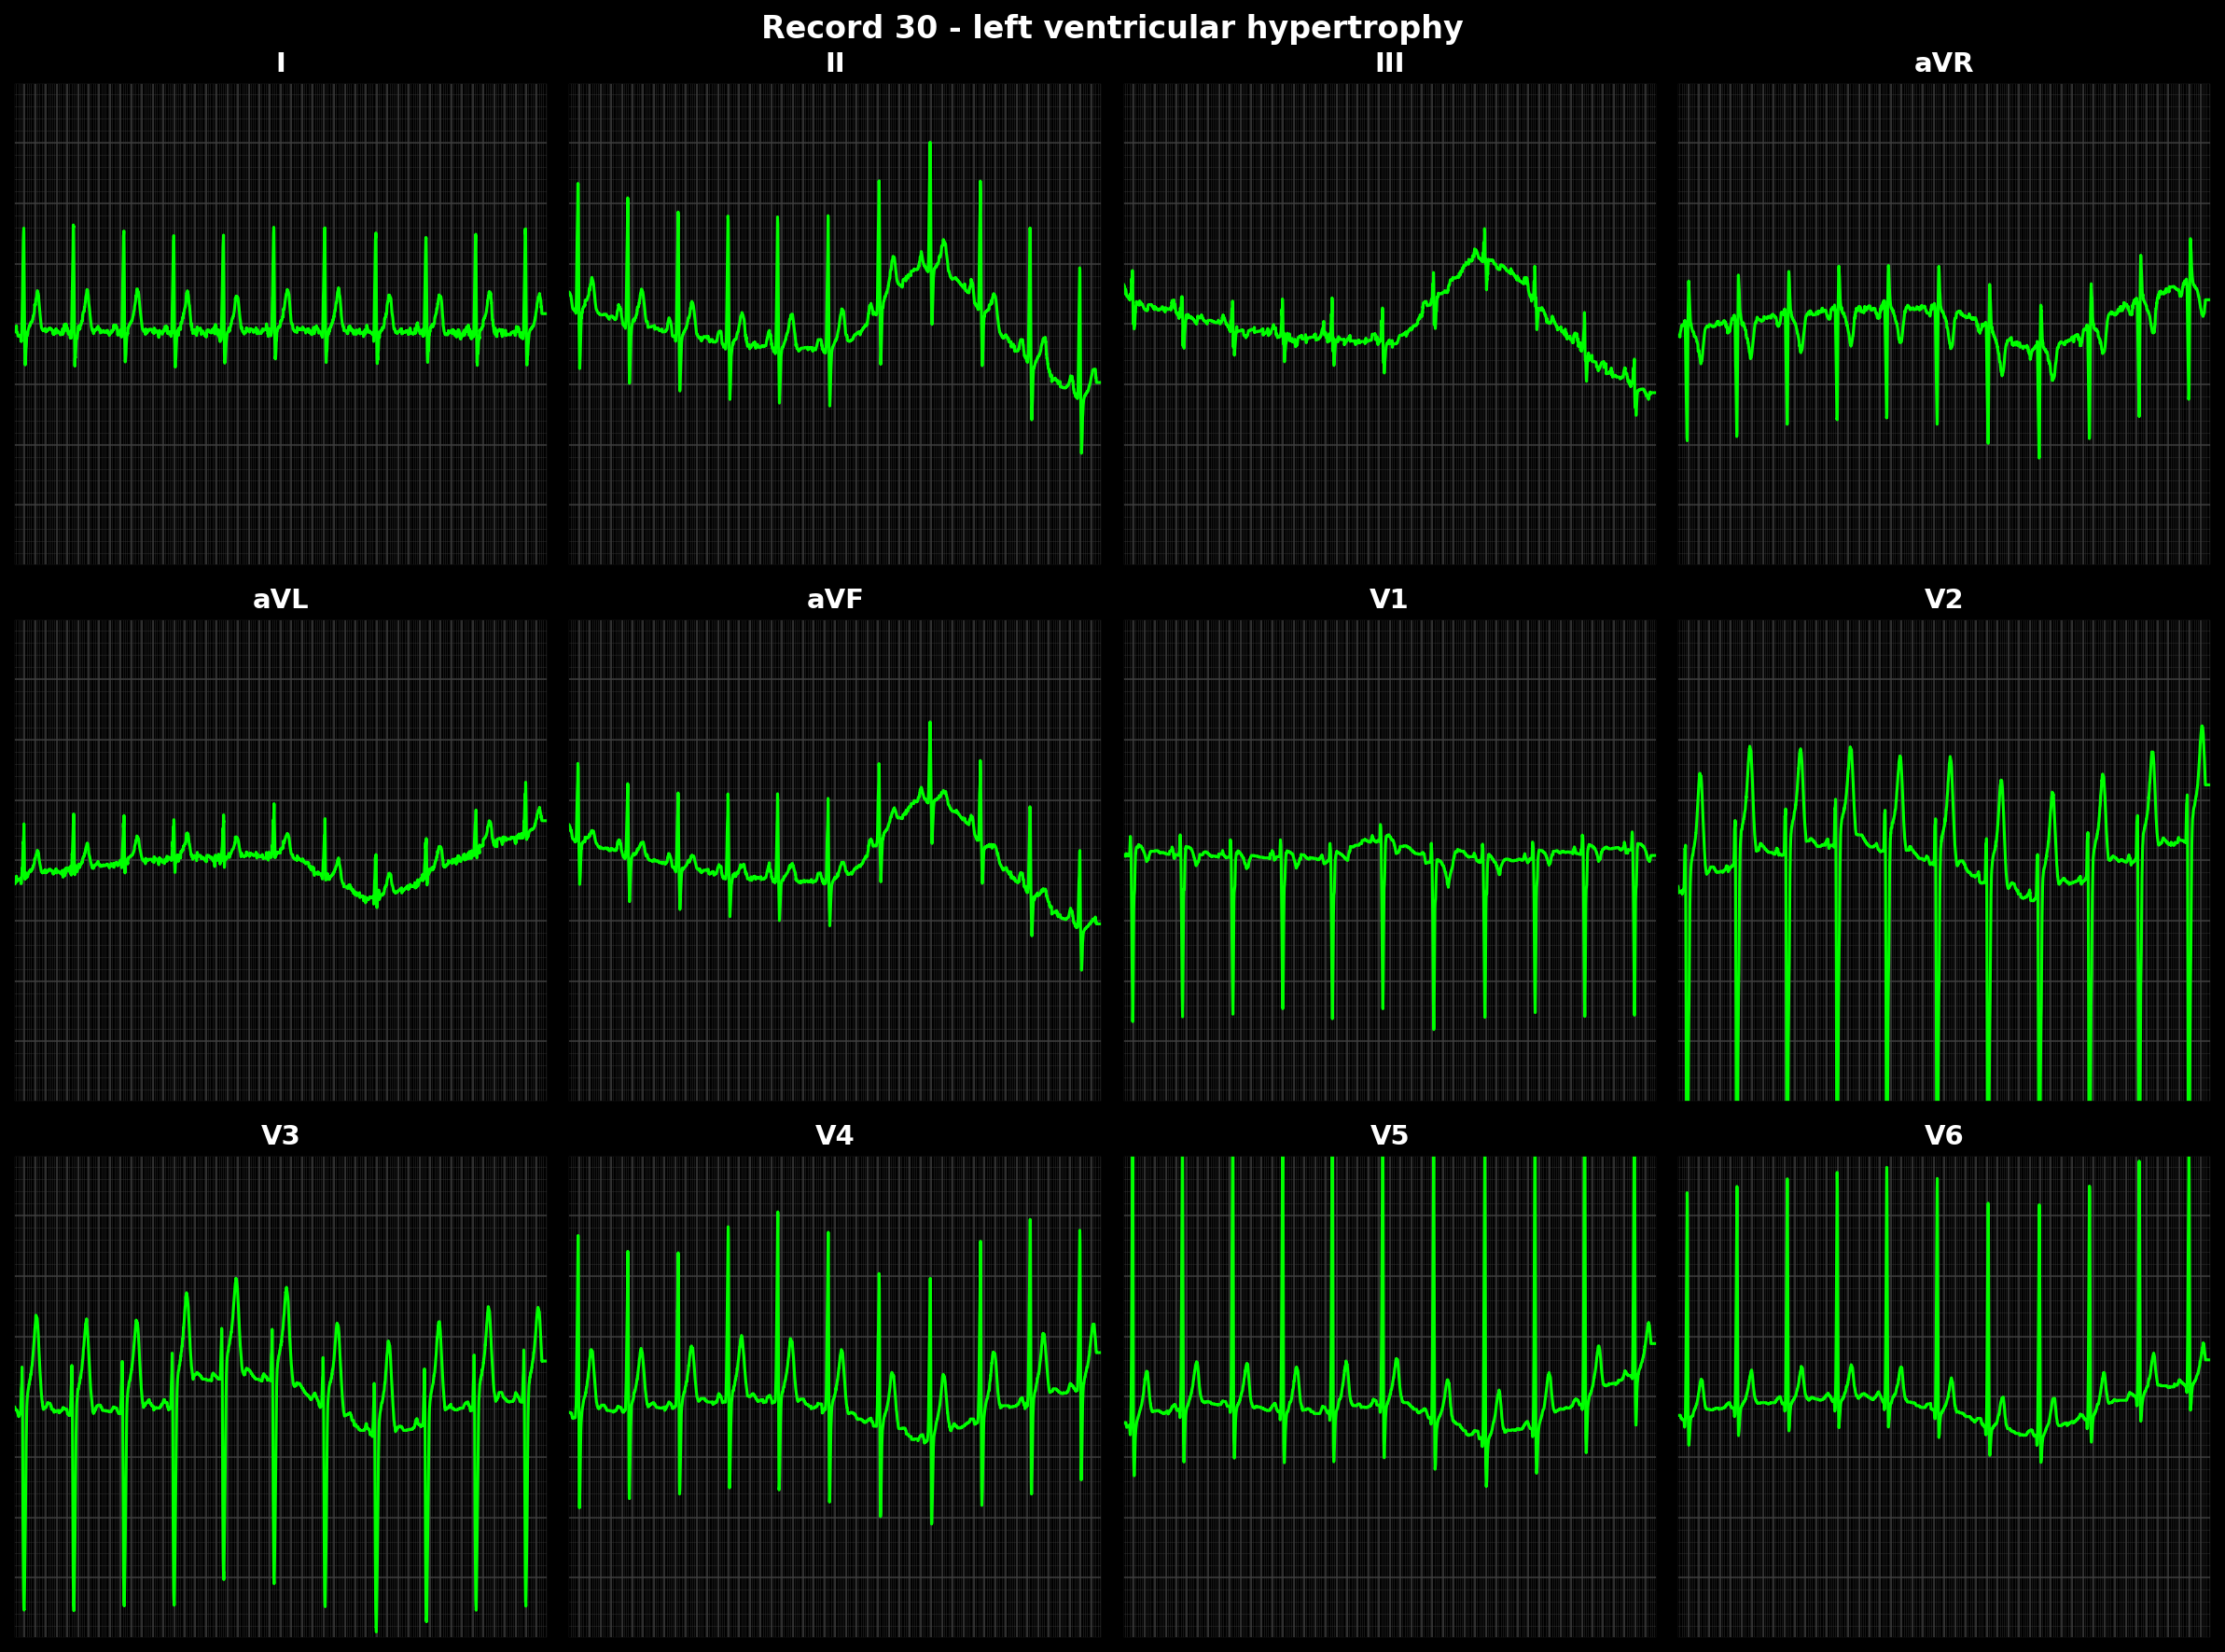 Record 30 - left ventricular hypertrophy
I II III aVR
aVL aVF V1 V2
V3 V4 V5 V6